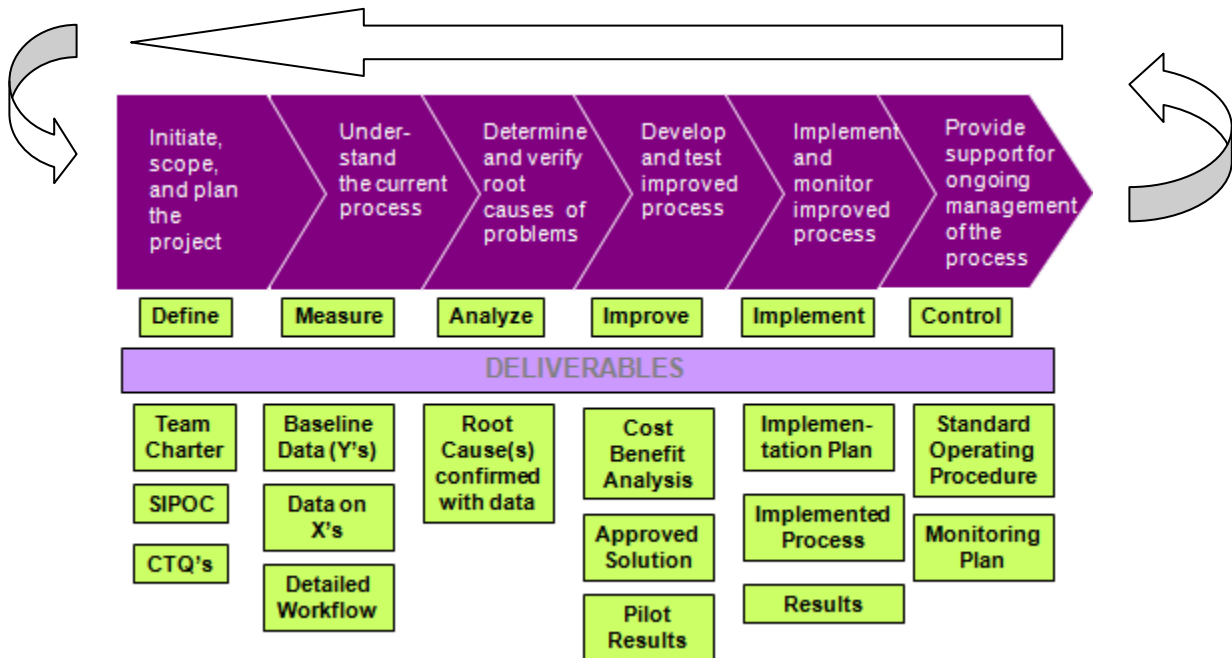 Initiate,
scope,
and plan
the
project
Under-
stand
the current
process
Determine
and verify
root
causes of
problems
Develop
and test
improved
process
Implement
and
monitor
improved
process
Provide
support for
ongoing
management
of the
process
Define
Measure
Analyze
Improve
Implement
Control
DELIVERABLES
Team
Charter
SIPOC
CTQ's
Baseline
Data (Y's)
Data on
X's
Detailed
Workflow
Root
Cause(s)
confirmed
with data
Cost
Benefit
Analysis
Approved
Solution
Pilot
Results
Implemen-
tation Plan
Implemented
Process
Results
Standard
Operating
Procedure
Monitoring
Plan